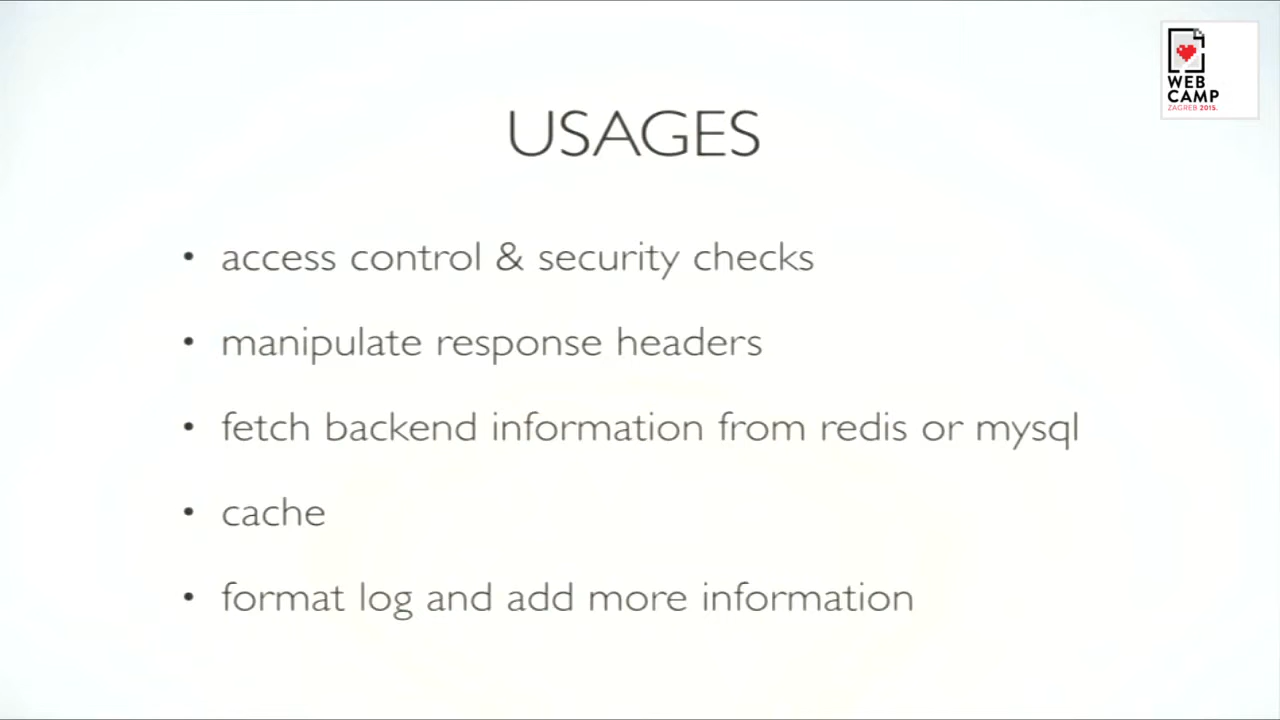 WEB
CAMP
ZAGREB 2015.
USAGES
• access control & security checks
• manipulate response headers
• fetch backend information from redis or mysql
• cache
• format log and add more information